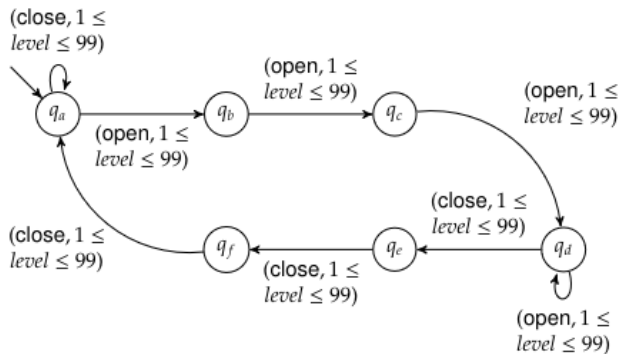 (close, 1 ≤
level ≤ 99)
(open, 1 ≤
level ≤ 99)
(open, 1 ≤
level ≤ 99)
q_a
q_b
q_c
(open, 1 ≤
level ≤ 99)
(close, 1 ≤
level ≤ 99)
(close, 1 ≤
level ≤ 99)
q_f
q_e
q_d
(close, 1 ≤
level ≤ 99)
(open, 1 ≤
level ≤ 99)